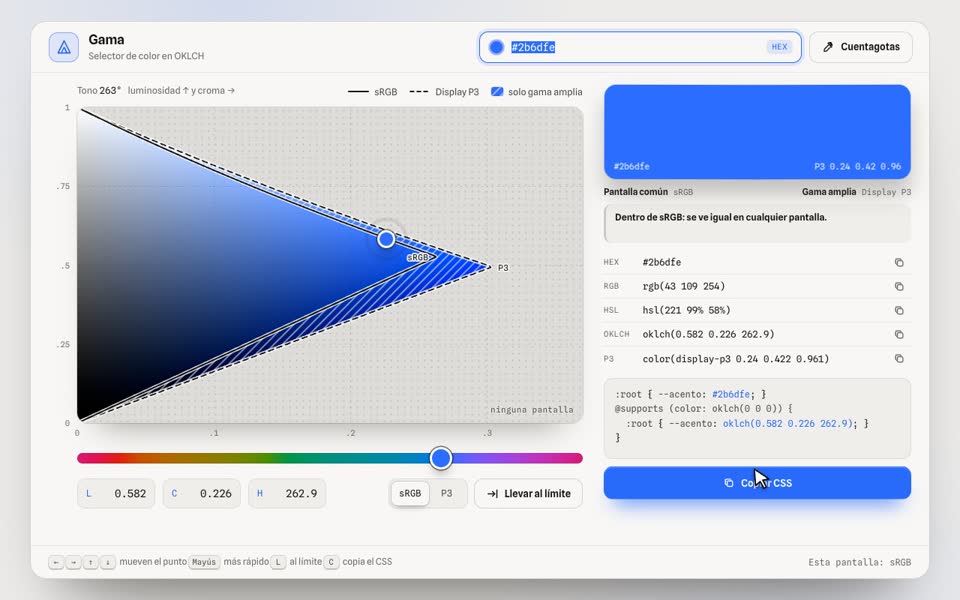 Gama
Selector de color en OKLCH
#2b6dfe
HEX
Cuentagotas
Tono 263° luminosidad ↑ y croma →
sRGB
Display P3
solo gama amplia
1
.75
.5
.25
0
0
.1
.2
.3
sRGB
P3
ninguna pantalla
L 0.582
C 0.226
H 262.9
sRGB
P3
Llevar al límite
#2b6dfe
P3 0.24 0.42 0.96
Pantalla común sRGB
Gama amplia Display P3
Dentro de sRGB: se ve igual en cualquier pantalla.
HEX #2b6dfe
RGB rgb(43 109 254)
HSL hsl(221 99% 58%)
OKLCH oklch(0.582 0.226 262.9)
P3 color(display-p3 0.24 0.422 0.961)
:root { --acento: #2b6dfe; }
@supports (color: oklch(0 0 0)) {
:root { --acento: oklch(0.582 0.226 262.9); }
}
CSS
← → ↑ ↓ mueven el punto Mayús más rápido L al límite C copia el CSS
Esta pantalla: sRGB